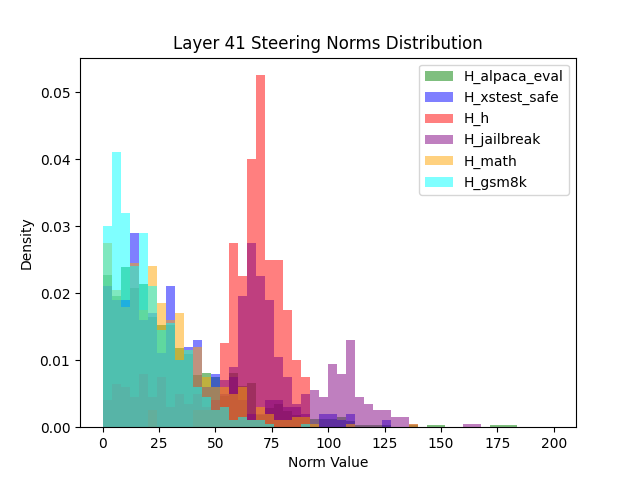 Layer 41 Steering Norms Distribution
Density
0.05
0.04
0.03
0.02
0.01
0.00
H_alpaca_eval
H_xstest_safe
H_h
H_jailbreak
H_math
H_gsm8k
0 25 50 75 100 125 150 175 200
Norm Value